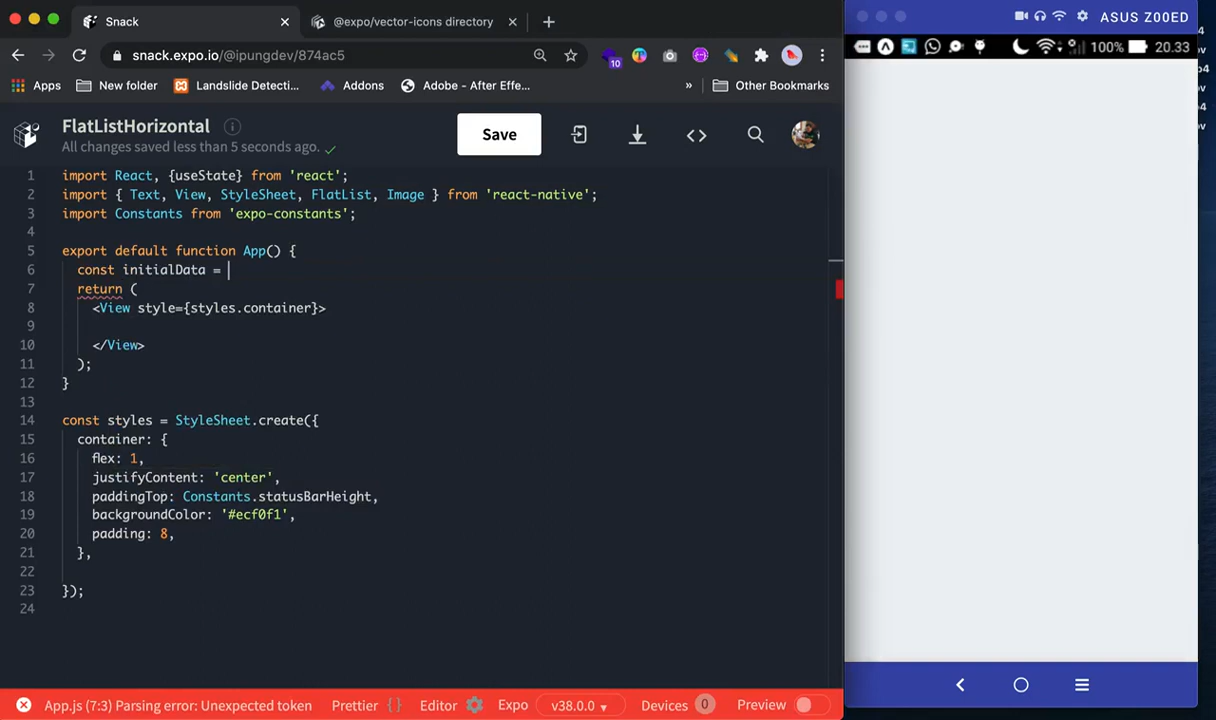 Snack
@expo/vector-icons directory
ASUS Z00ED
snack.expo.io/@ipungdev/874ac5
10
100% 20.33
Apps
New folder
Landslide Detecti...
Addons
Adobe - After Effe...
»
Other Bookmarks
FlatListHorizontal
All changes saved less than 5 seconds ago.
Save
1 import React, {useState} from 'react';
2 import { Text, View, StyleSheet, FlatList, Image } from 'react-native';
3 import Constants from 'expo-constants';
4
5 export default function App() {
6 const initialData =
7 return (
8 <View style={styles.container}>
9
10 </View>
11 );
12 }
13
14 const styles = StyleSheet.create({
15 container: {
16 flex: 1,
17 justifyContent: 'center',
18 paddingTop: Constants.statusBarHeight,
19 backgroundColor: '#ecf0f1',
20 padding: 8,
21 },
22
23 });
24
App.js (7:3) Parsing error: Unexpected token
Prettier { }
Editor
Expo
v38.0.0
Devices 0
Preview